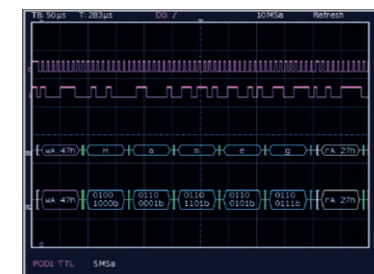 TB: 50µs T: 283µs D0: / 10MSa Refresh
WA: 47h H a m e g rA: 27h
WA: 47h 0100 1000b 0110 0001b 0110 1101b 0110 0101b 0110 0111b rA: 27h
POD1: TTL 5MSa